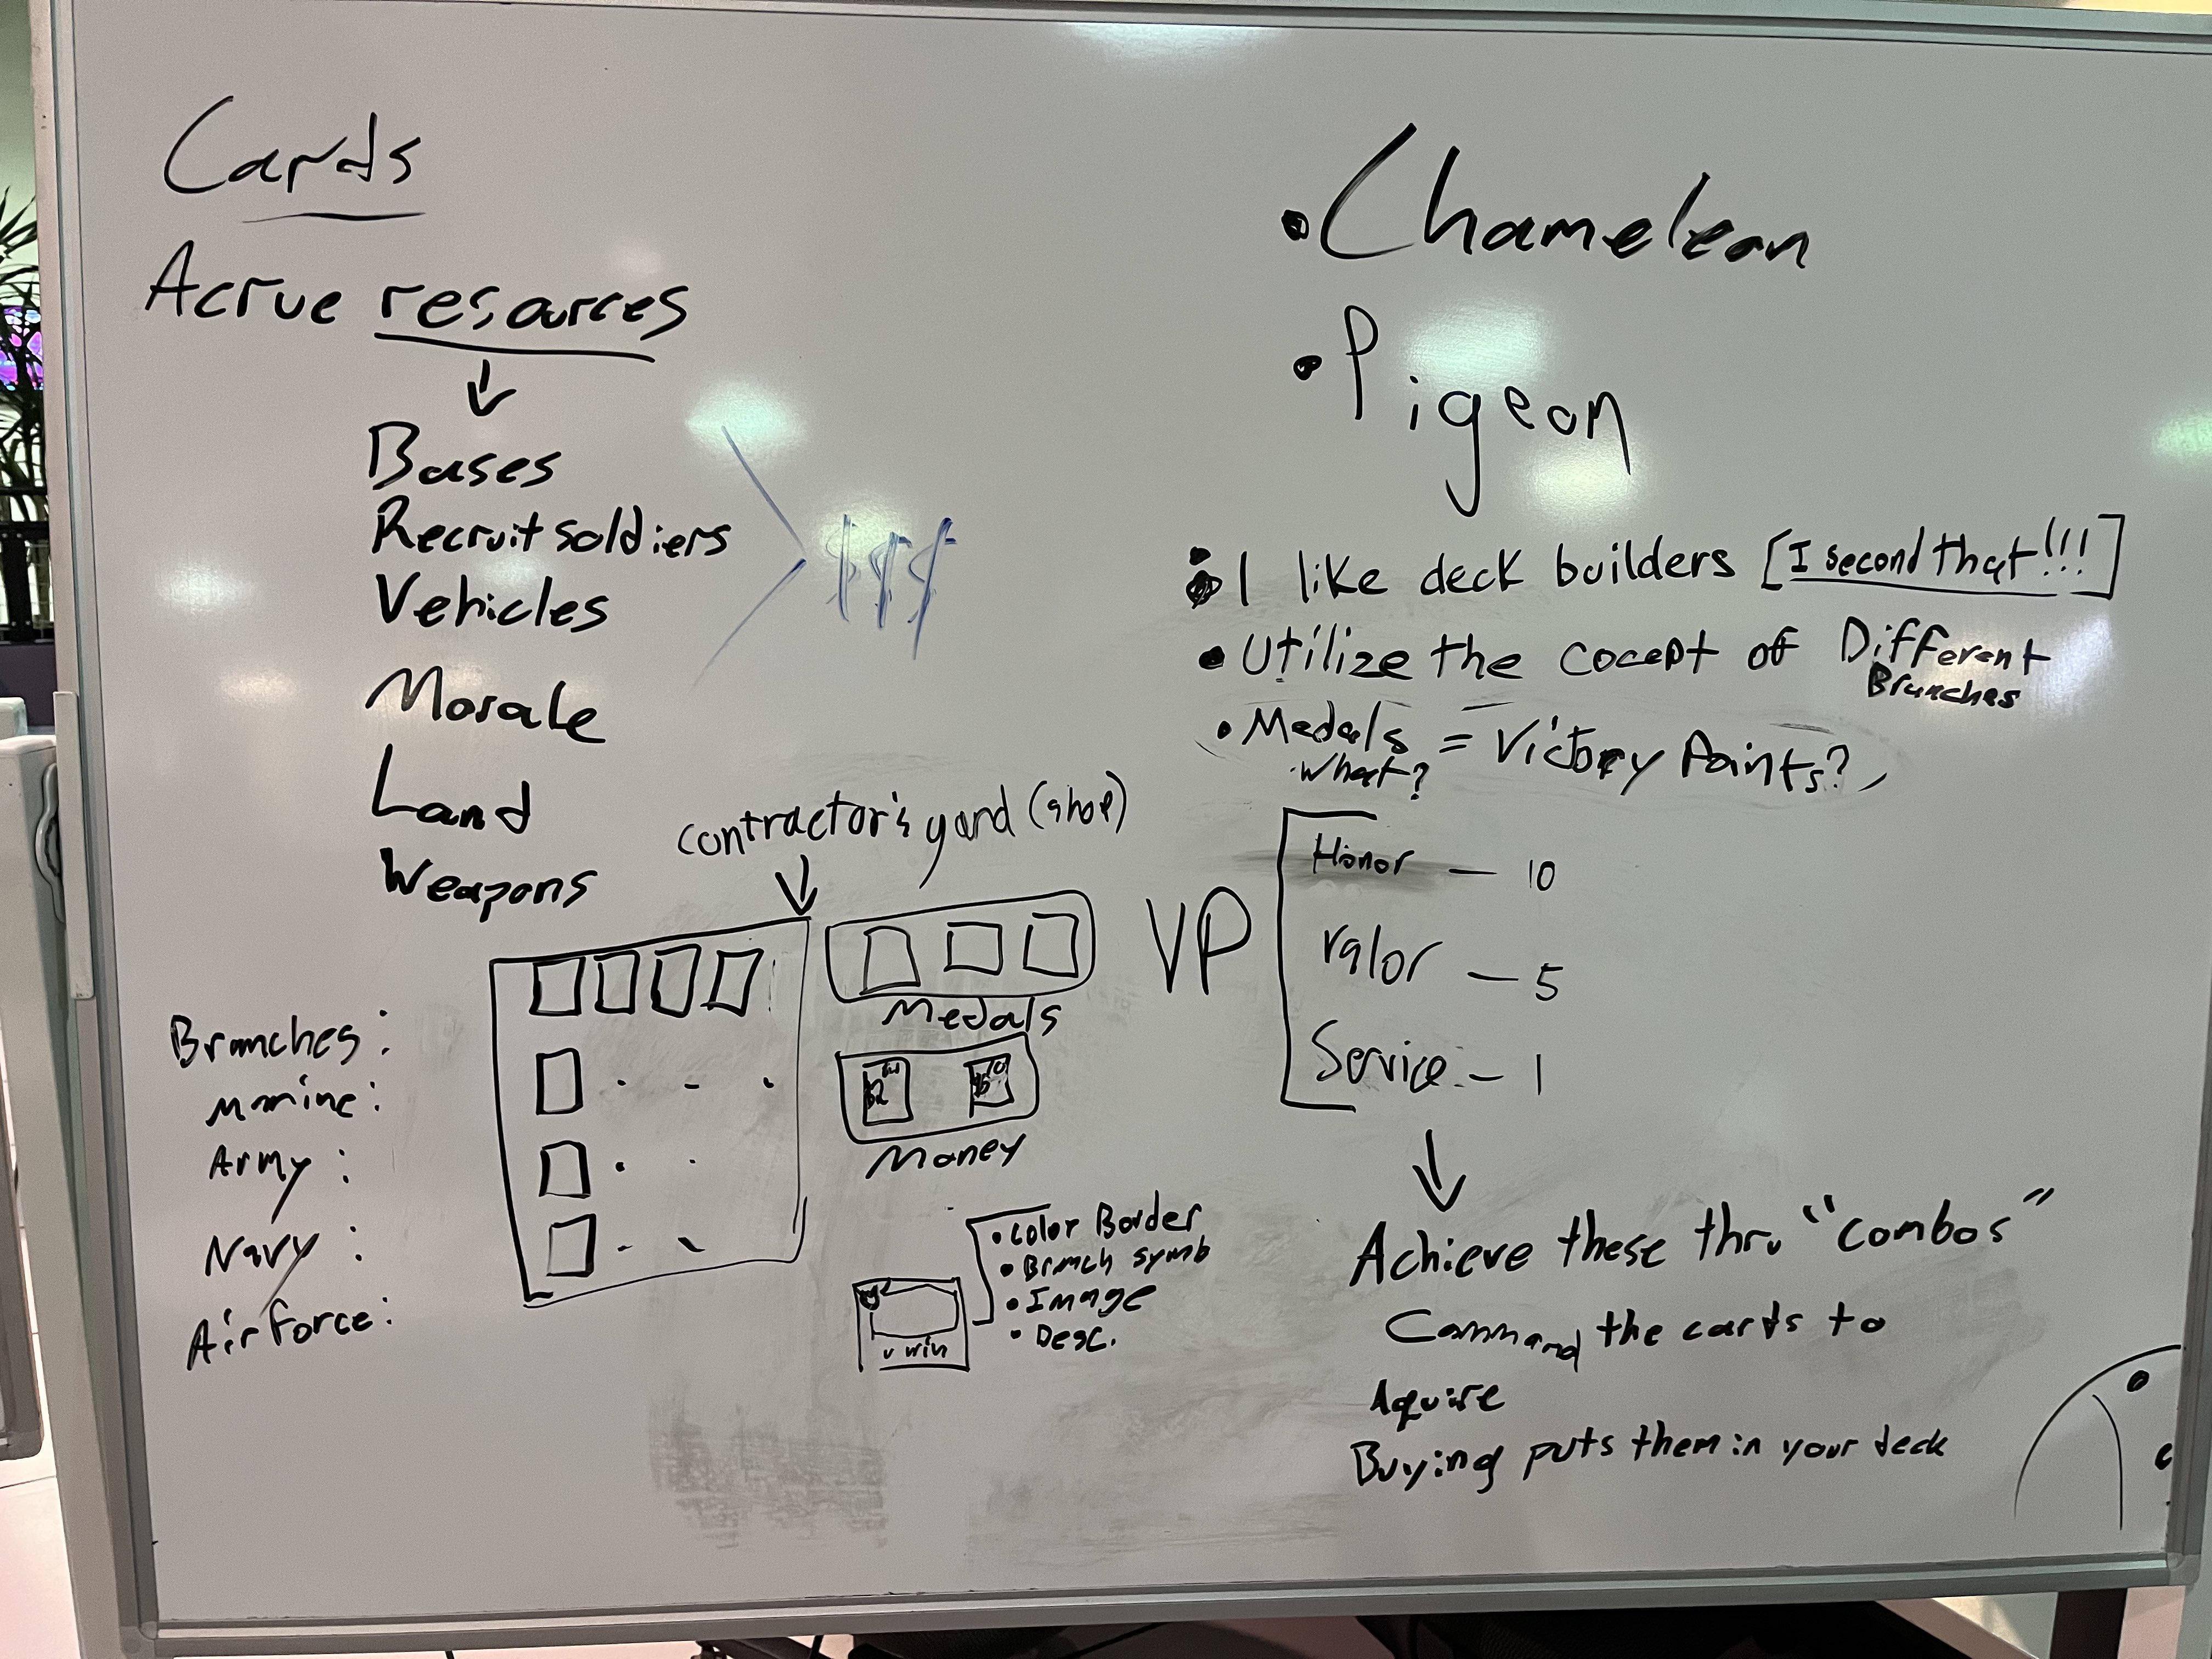 Cards
Acrue resources
Bases
Recruit soldiers
Vehicles
Morale
Land
Weapons
$$$
contractor's yard (shop)
Medals
Money
Branches:
Marine:
Army:
Navy:
Airforce:
• Color Border
• Branch symb
• Image
• Desc.
• Chameleon
• Pigeon
• I like deck builders [I second that!!!]
• Utilize the cocept of Different
Branches
• Medals = Victory Points?
What?
VP
Honor — 10
Valor — 5
Service — 1
Achieve these thru "combos"
Command the cards to
Aquire
Buying puts them in your deck